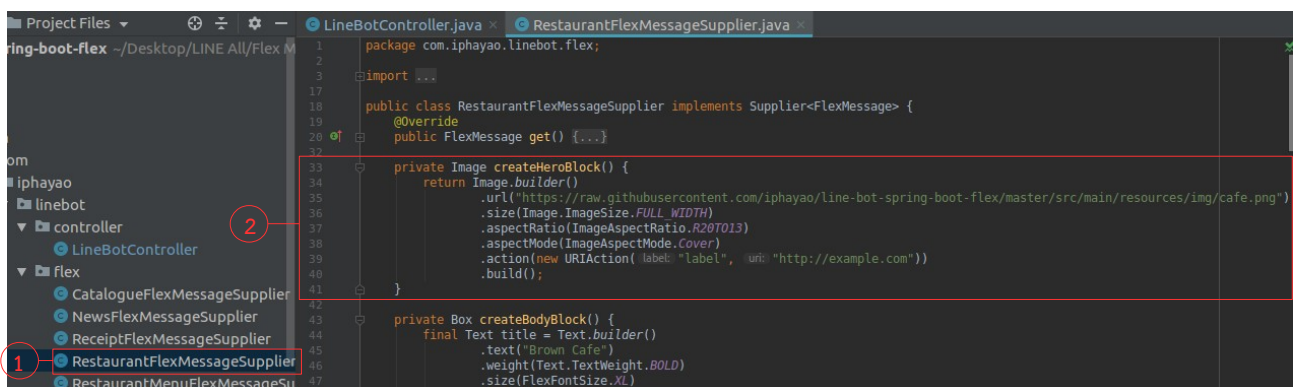 Project Files
ring-boot-flex ~/Desktop/LINE All/Flex M
om
iphayao
linebot
controller
LineBotController
flex
CatalogueFlexMessageSupplier
NewsFlexMessageSupplier
ReceiptFlexMessageSupplier
1
RestaurantFlexMessageSupplier
RestaurantMenuFlexMessageSu
2
LineBotController.java × RestaurantFlexMessageSupplier.java ×
1 package com.iphayao.linebot.flex;
2
3 import ...
17
18 public class RestaurantFlexMessageSupplier implements Supplier<FlexMessage> {
19 @Override
20 public FlexMessage get() {...}
32
33 private Image createHeroBlock() {
34 return Image.builder()
35 .url("https://raw.githubusercontent.com/iphayao/line-bot-spring-boot-flex/master/src/main/resources/img/cafe.png")
36 .size(Image.ImageSize.FULL_WIDTH)
37 .aspectRatio(ImageAspectRatio.R20TO13)
38 .aspectMode(ImageAspectMode.Cover)
39 .action(new URIAction( label: "label", uri: "http://example.com"))
40 .build();
41 }
42
43 private Box createBodyBlock() {
44 final Text title = Text.builder()
45 .text("Brown Cafe")
46 .weight(Text.TextWeight.BOLD)
47 .size(FlexFontSize.XL)